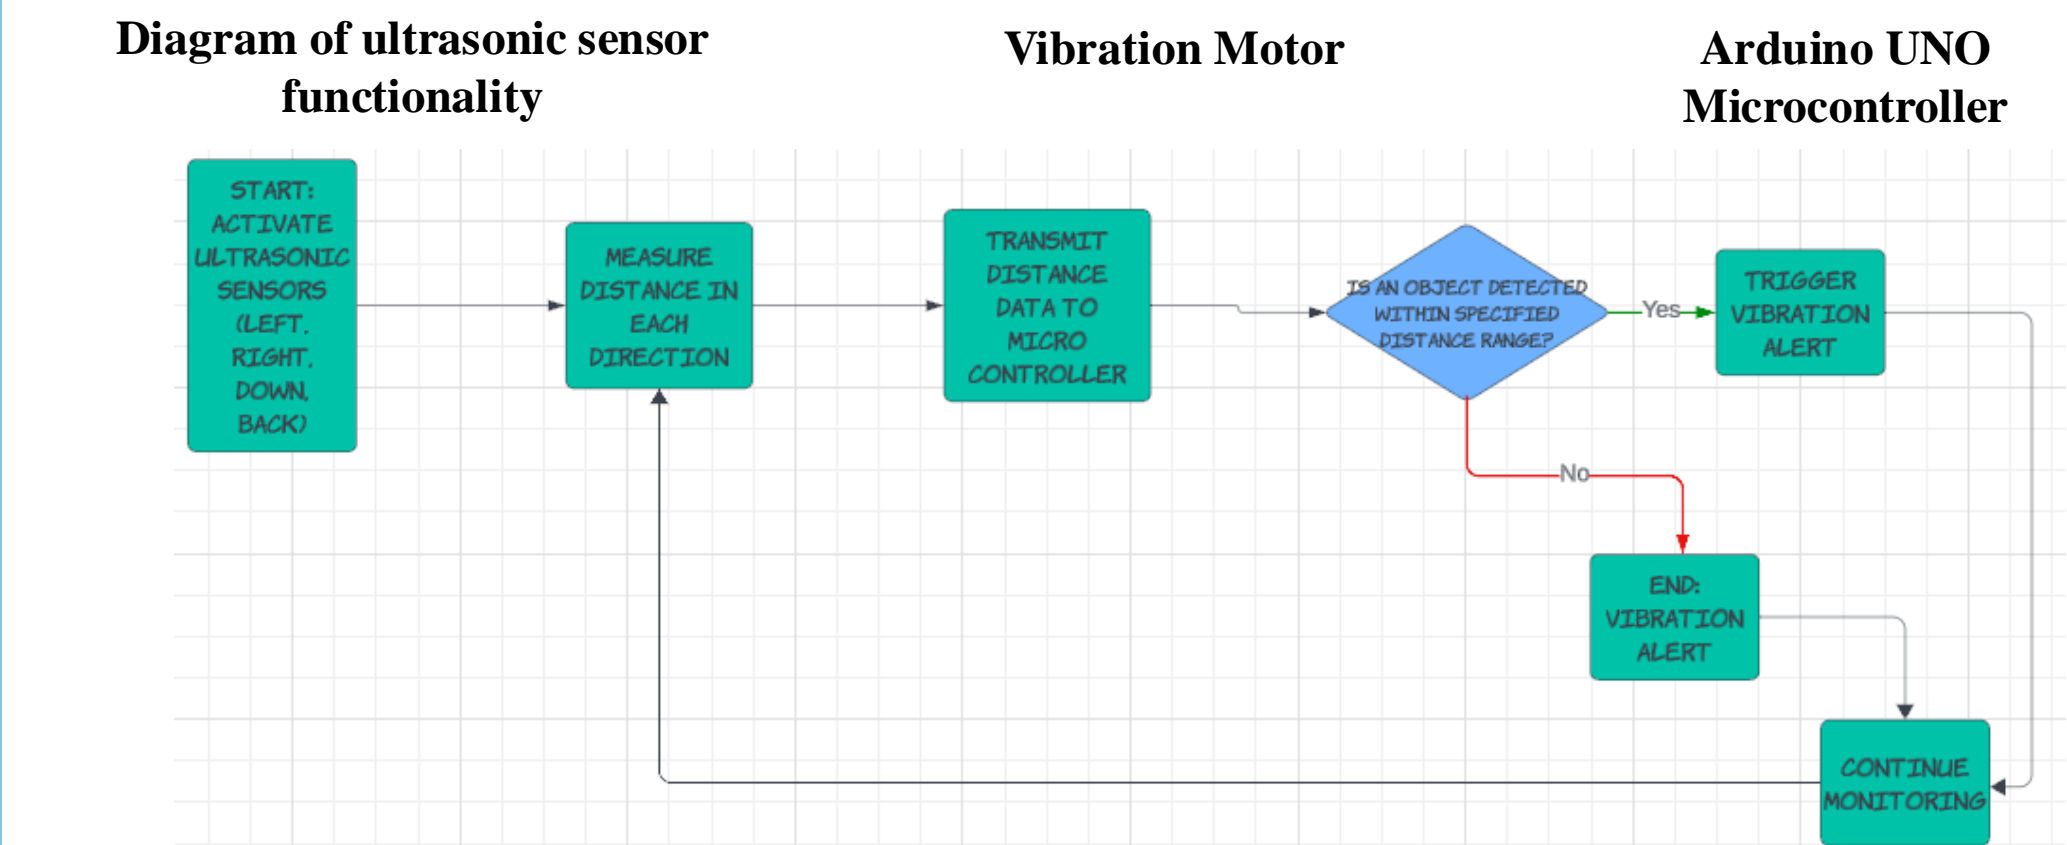 Diagram of ultrasonic sensor
functionality
Vibration Motor
Arduino UNO
Microcontroller
START:
ACTIVATE
ULTRASONIC
SENSORS
(LEFT,
RIGHT,
DOWN,
BACK)
MEASURE
DISTANCE IN
EACH
DIRECTION
TRANSMIT
DISTANCE
DATA TO
MICRO
CONTROLLER
IS AN OBJECT DETECTED
WITHIN SPECIFIED
DISTANCE RANGE?
Yes
TRIGGER
VIBRATION
ALERT
No
END:
VIBRATION
ALERT
CONTINUE
MONITORING